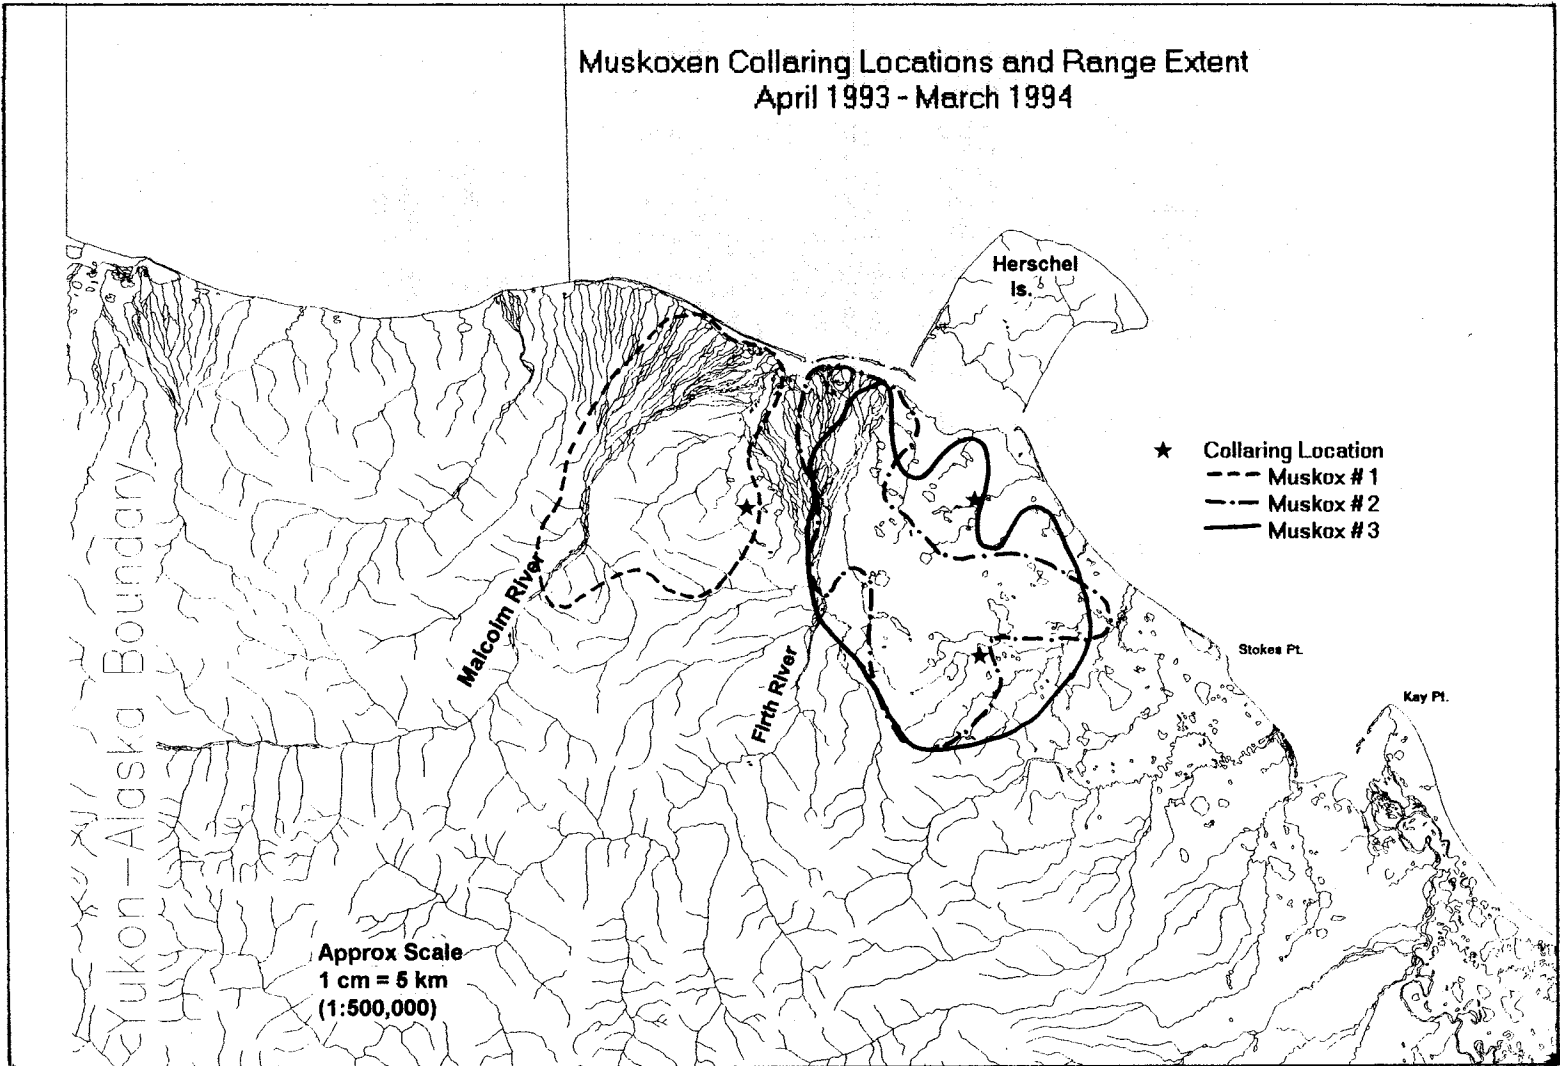 Muskoxen Collaring Locations and Range Extent
April 1993 - March 1994
Herschel
Is.
★ Collaring Location
Muskox #1
Muskox #2
Muskox #3
Yukon-Alaska Boundary
Malcolm River
Firth River
Stokes Pt.
Kay Pt.
Approx Scale
1 cm = 5 km
(1:500,000)